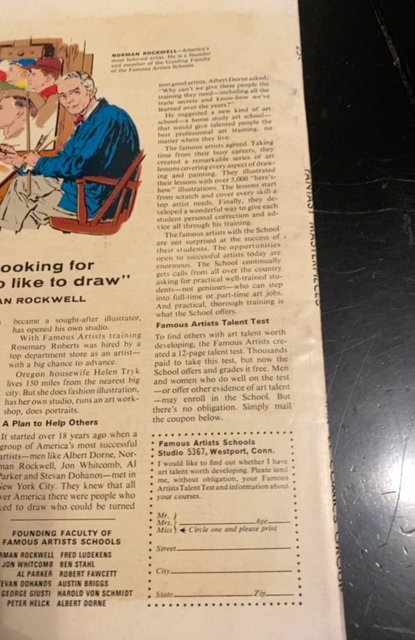 NORMAN ROCKWELL—America's
most beloved artist. He is a founder
and member of the Guiding Faculty
of the Famous Artists Schools.
ooking for
o like to draw"
AN ROCKWELL
became a sought-after illustrator,
has opened his own studio.
With Famous Artists training
Rosemary Roberts was hired by a
top department store as an artist—
with a big chance to advance.
Oregon housewife Helen Tryk
lives 150 miles from the nearest big
city. But she does fashion illustration,
has her own studio, runs an art work-
shop, does portraits.
A Plan to Help Others
It started over 18 years ago when a
group of America's most successful
artists—men like Albert Dorne, Nor-
man Rockwell, Jon Whitcomb, Al
Parker and Stevan Dohanos—met in
New York City. They knew that all
ver America there were people who
ked to draw who could be turned
FOUNDING FACULTY OF
FAMOUS ARTISTS SCHOOLS
RMAN ROCKWELL FRED LUDEKENS
JON WHITCOMB BEN STAHL
AL PARKER ROBERT FAWCETT
EVAN DOHANOS AUSTIN BRIGGS
GEORGE GIUSTI HAROLD VON SCHMIDT
PETER HELCK ALBERT DORNE
into good artists. Albert Dorne asked,
"Why can't we give these people the
training they need—including all the
trade secrets and know-how we've
learned over the years?"
He suggested a new kind of art
school—a home study art school—
that would give talented people the
best professional art training, no
matter where they live.
The famous artists agreed. Taking
time from their busy careers, they
created a remarkable series of art
lessons covering every aspect of draw-
ing and painting. They illustrated
their lessons with over 5,000 "here's-
how" illustrations. The lessons start
from scratch and cover every skill a
top artist needs. Finally, they de-
veloped a wonderful way to give each
student personal correction and ad-
vice all through his training.
The famous artists with the School
are not surprised at the success of
their students. The opportunities
open to successful artists today are
enormous. The School continually
gets calls from all over the country
asking for practical well-trained stu-
dents—not geniuses—who can step
into full-time or part-time art jobs.
And practical, thorough training is
what the School offers.
Famous Artists Talent Test
To find others with art talent worth
developing, the Famous Artists cre-
ated a 12-page talent test. Thousands
paid to take this test, but now the
School offers and grades it free. Men
and women who do well on the test
—or offer other evidence of art talent
—may enroll in the School. But
there's no obligation. Simply mail
the coupon below.
Famous Artists Schools
Studio 5367, Westport, Conn.
I would like to find out whether I have
art talent worth developing. Please send
me, without obligation, your Famous
Artists Talent Test and information about
your courses.
Mr.
Mrs. Age
Miss Circle one and please print
Street
City
State Zip
FANTASY MASTERPIECES